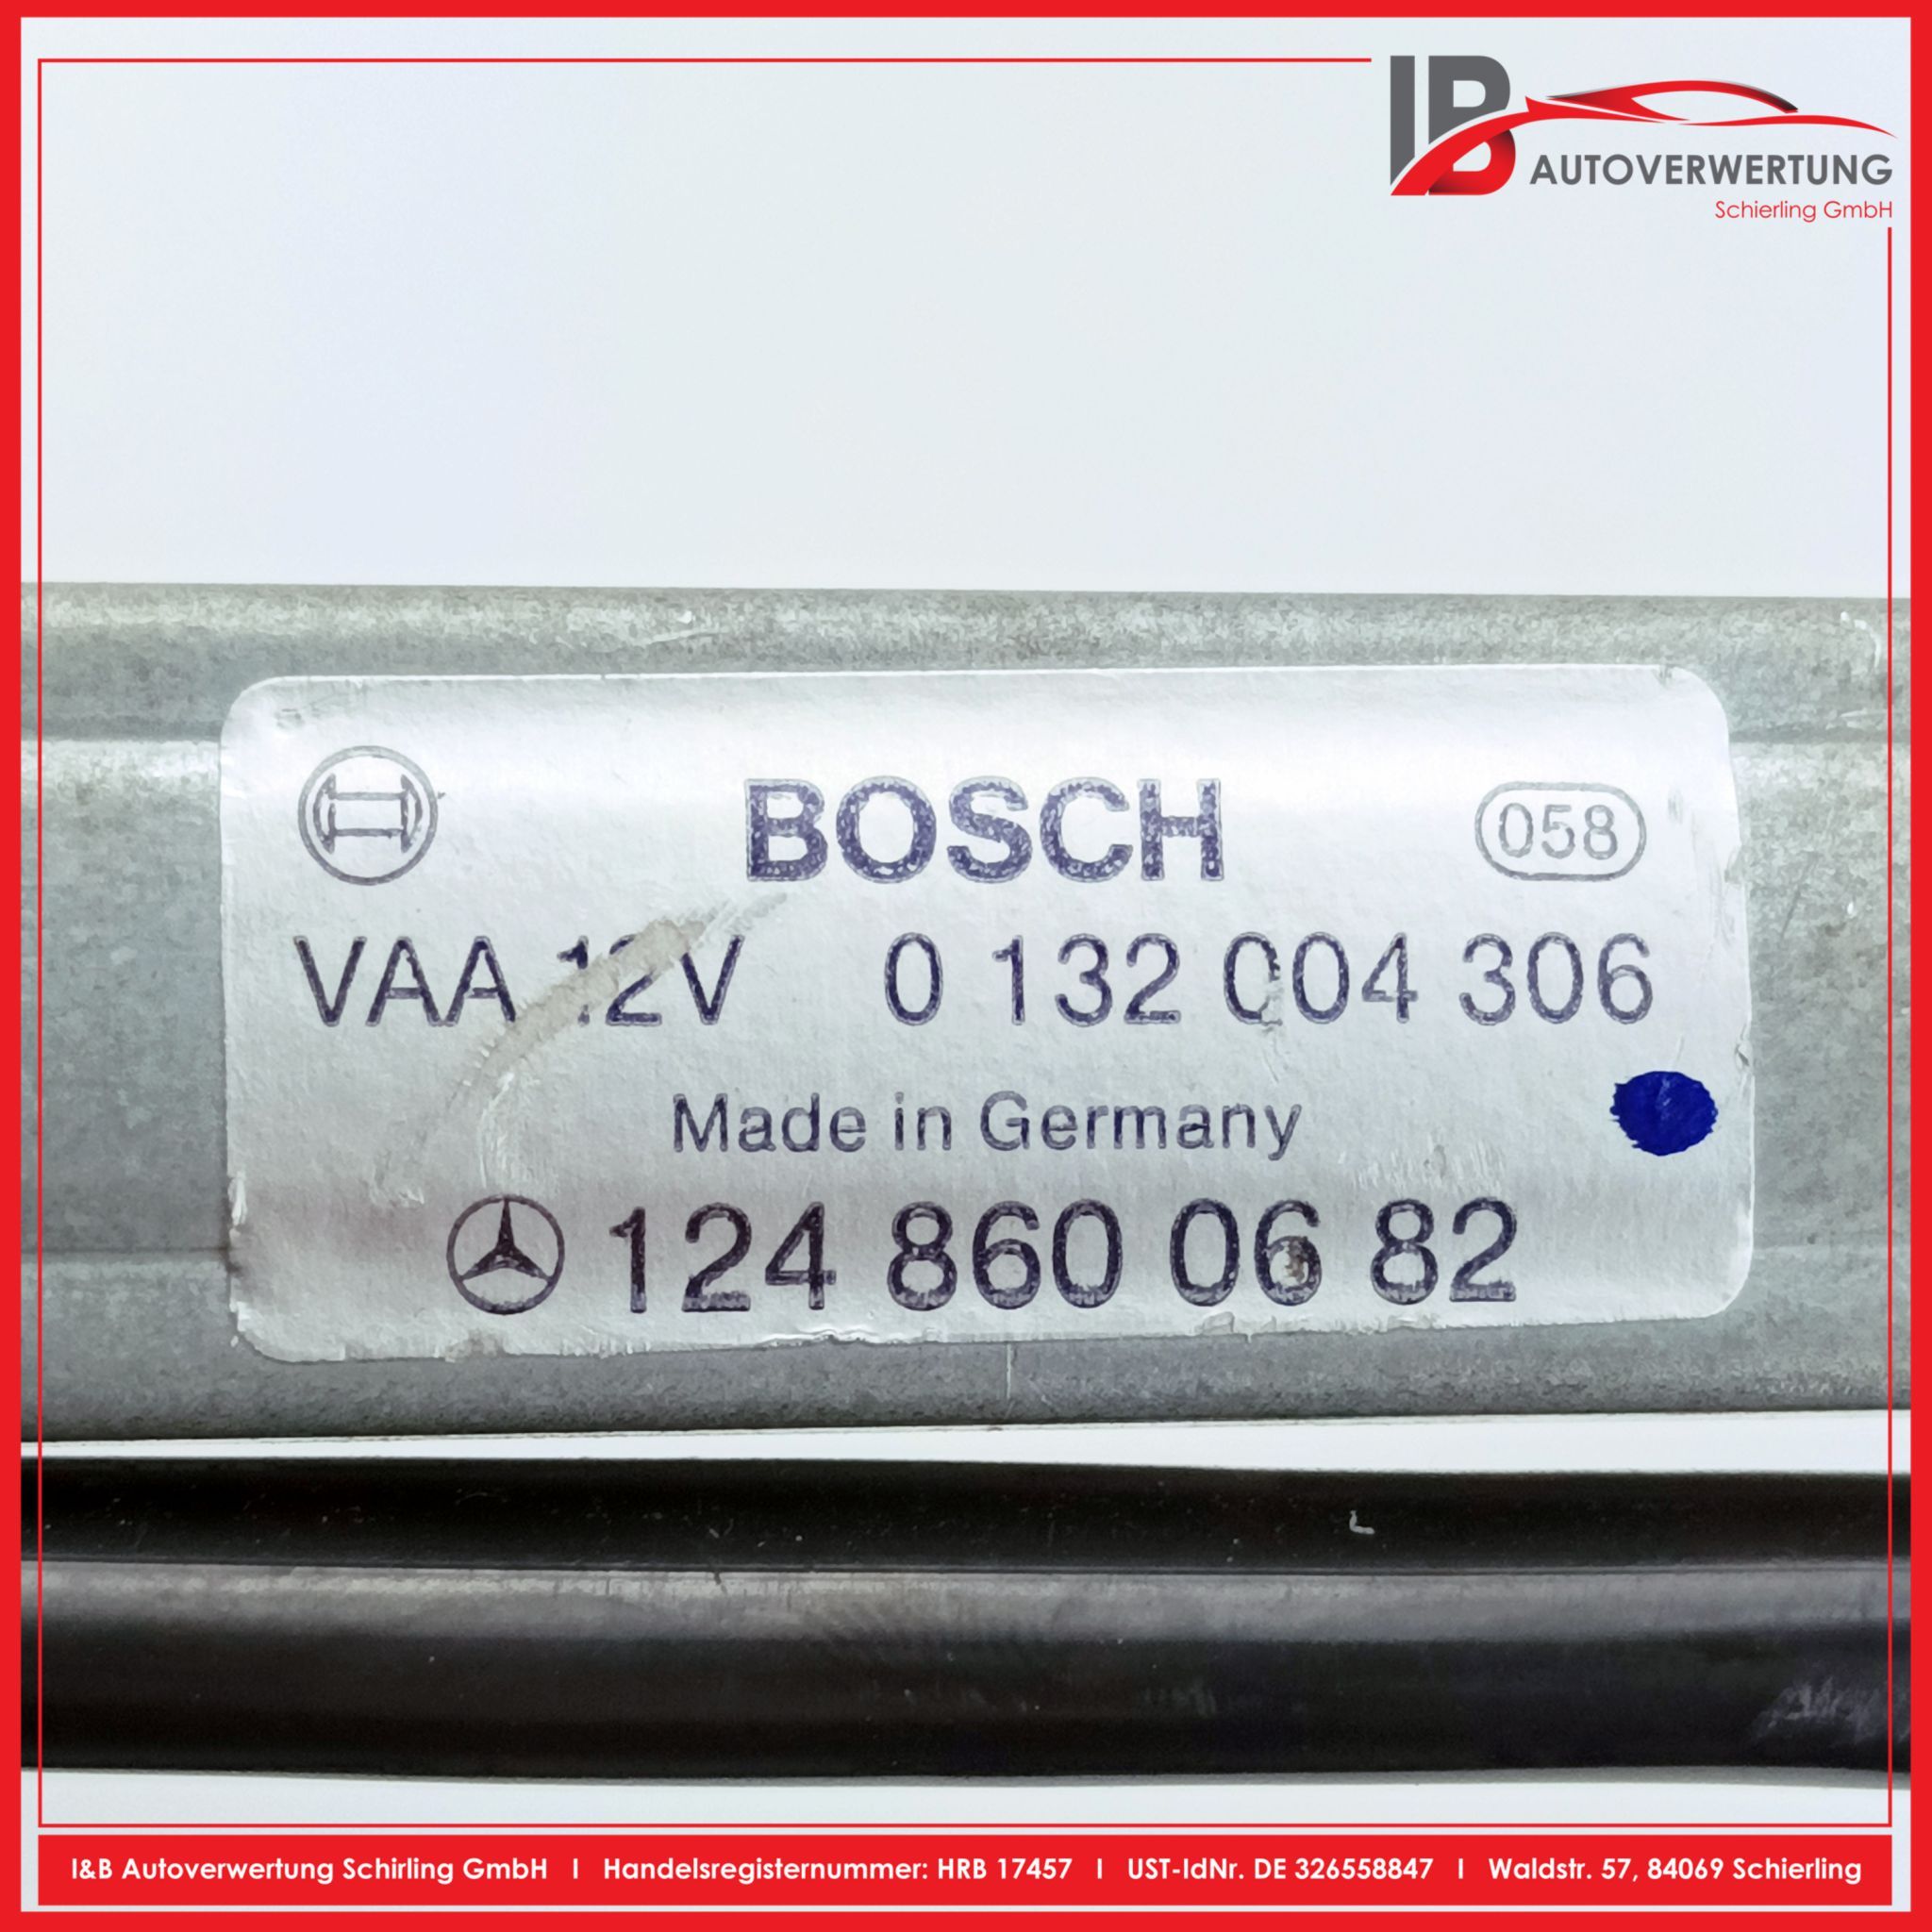 IB AUTOVERWERTUNG
Schierling GmbH
BOSCH 058
VAA 12V 0 132 004 306
Made in Germany
124 860 06 82
I&B Autoverwertung Schirling GmbH I Handelsregisternummer: HRB 17457 I UST-IdNr. DE 326558847 I Waldstr. 57, 84069 Schierling